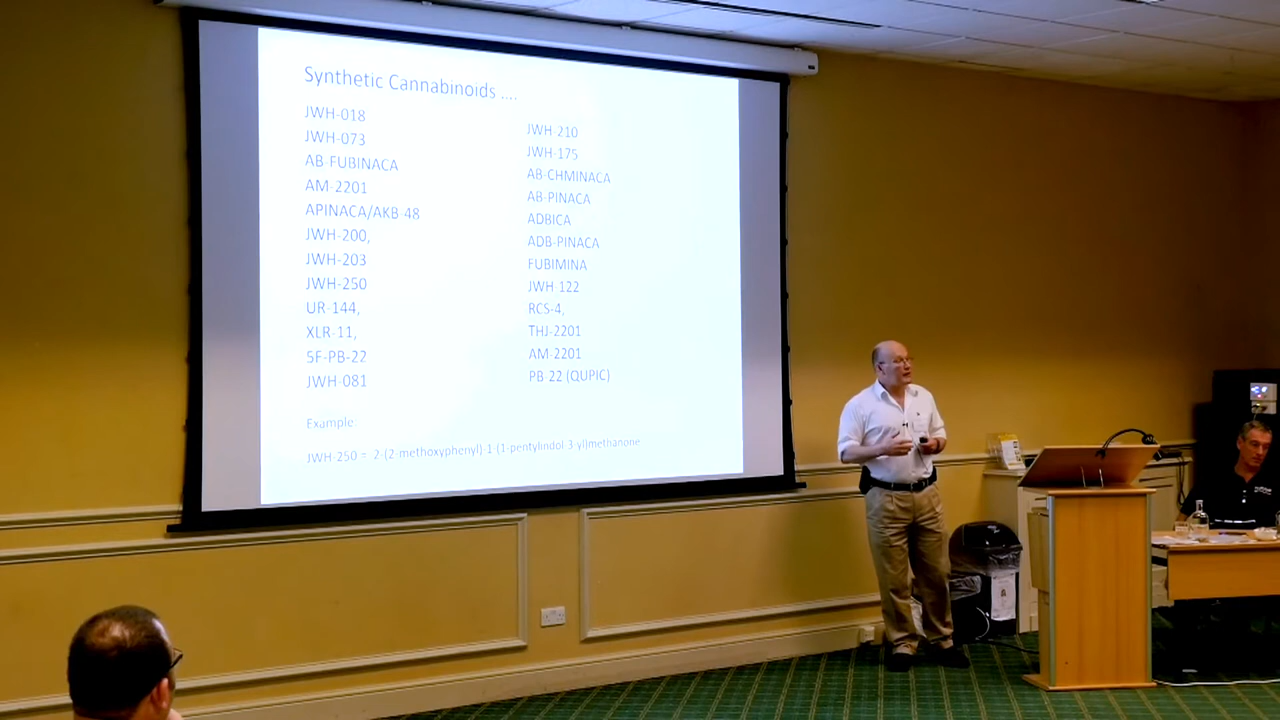 Synthetic Cannabinoids ....
JWH-018
JWH-073
AB-FUBINACA
AM-2201
APINACA/AKB-48
JWH-200,
JWH-203
JWH-250
UR-144,
XLR-11,
5F-PB-22
JWH-081
JWH-210
JWH-175
AB-CHMINACA
AB-PINACA
ADBICA
ADB-PINACA
FUBIMINA
JWH-122
RCS-4,
THJ-2201
AM-2201
PB-22 (QUPIC)
Example
JWH-250 = 2-(2-methoxyphenyl)-1-(1-pentylindol-3-yl)methanone